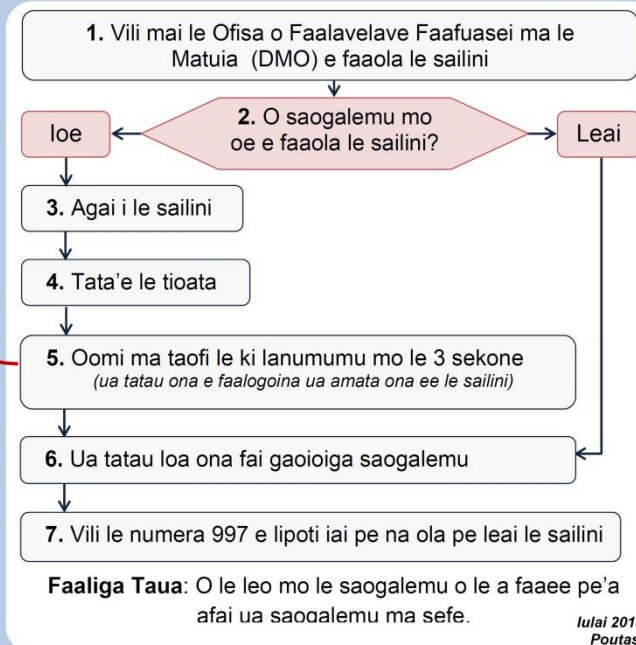 1. Vili mai le Ofisa o Faalavelave Faafuasei ma le
Matuia (DMO) e faaola le sailini
2. O saogalemu mo
oe e faaola le sailini?
Ioe
Leai
3. Agai i le sailini
4. Tata'e le tioata
5. Oomi ma taofi le ki lanumumu mo le 3 sekone
(ua tatau ona e faalogoina ua amata ona ee le sailini)
6. Ua tatau loa ona fai gaoioiga saogalemu
7. Vili le numera 997 e lipoti iai pe na ola pe leai le sailini
Faaliga Taua: O le leo mo le saogalemu o le a faaee pe'a
afai ua saogalemu ma sefe.
Iulai